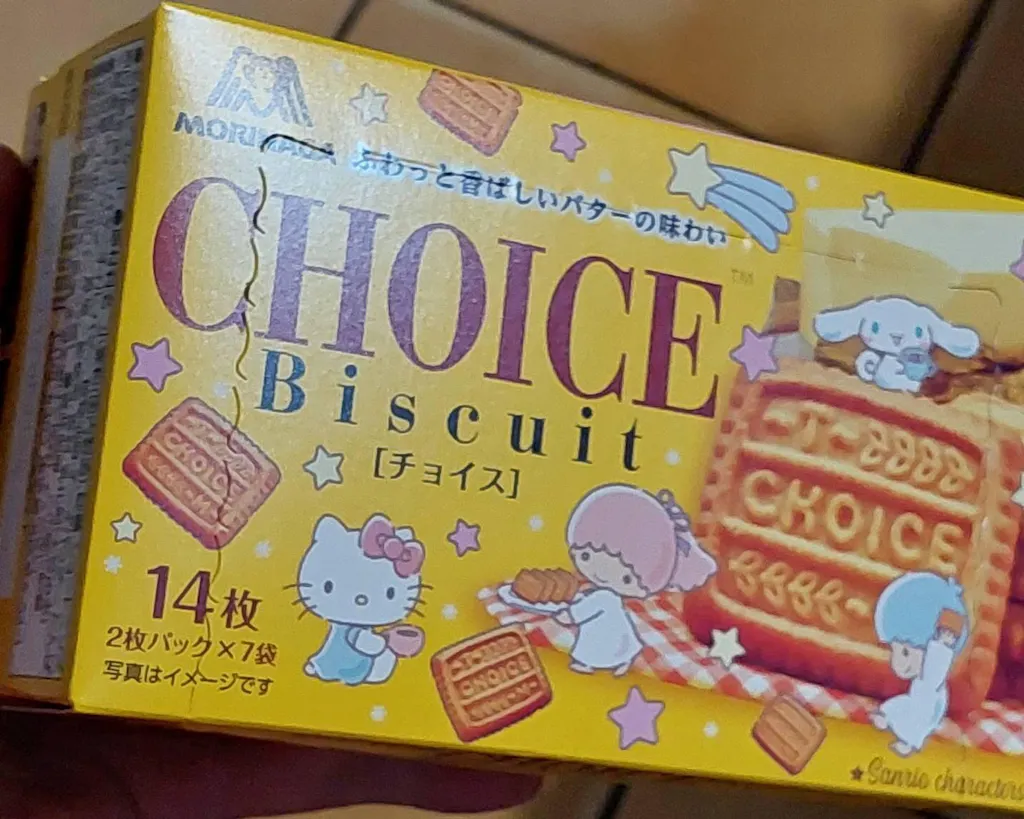 MORINAGA
ふわっと香ばしいバターの味わい
CHOICE™
Biscuit
[チョイス]
CHOICE
CHOICE
CHOICE
14枚
2枚パック×7袋
写真はイメージです
★Sanrio characters